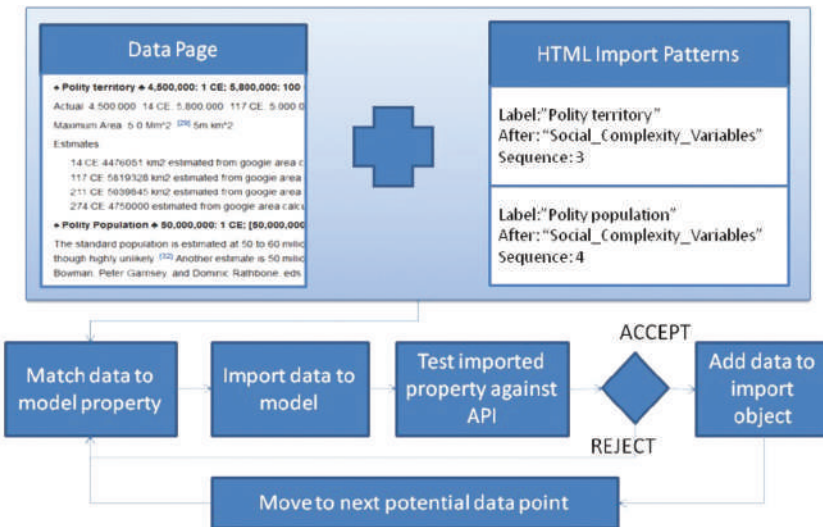 Data Page
♠ Polity territory ♣ 4,500,000: 1 CE; 5,800,000: 100
Actual 4.500.000 14 CE 5.800.000 117 CE 5.000 0
Maximum Area 5.0 Mm^2 [29] 5m km^2
Estimates
14 CE 4476051 km2 estimated from google area c
117 CE 5819328 km2 estimated from google area
211 CE 5039845 km2 estimated from google area
274 CE 4750000 estimated from google area calc
♠ Polity Population ♣ 50,000,000: 1 CE; [50,000,000
The standard population is estimated at 50 to 60 millio
though highly unlikely. [32] Another estimate is 50 millio
Bowman, Peter Garnsey, and Dominic Rathbone, eds
HTML Import Patterns
Label:"Polity territory"
After: "Social_Complexity_Variables"
Sequence: 3
Label:"Polity population"
After: "Social_Complexity_Variables"
Sequence: 4
Match data to
model property
Import data to
model
Test imported
property against
API
ACCEPT
REJECT
Add data to
import
object
Move to next potential data point